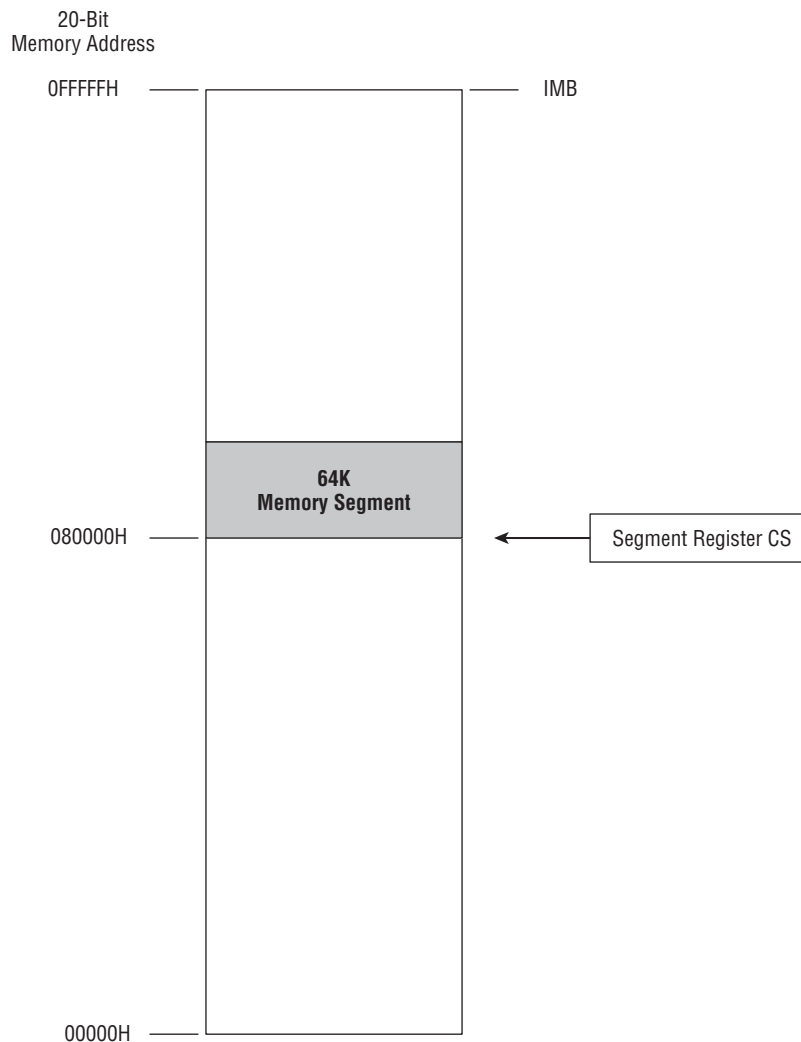 20-Bit
Memory Address
0FFFFFH
IMB
64K
Memory Segment
080000H
Segment Register CS
00000H